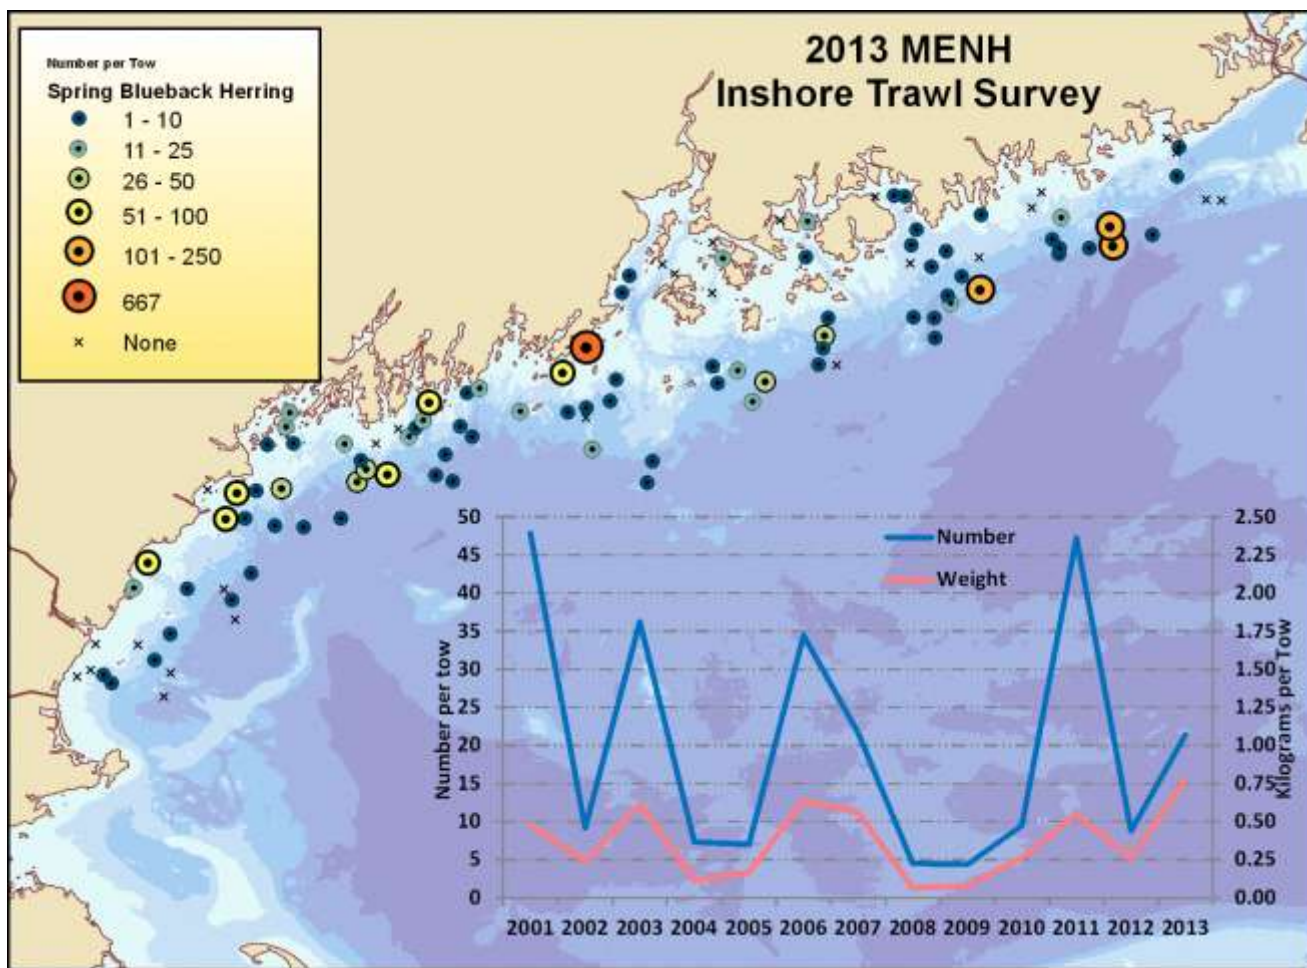 2013 MENH
Inshore Trawl Survey
Number per Tow
Spring Blueback Herring
1 - 10
11 - 25
26 - 50
51 - 100
101 - 250
667
× None
Number
Weight
Number per tow
50
45
40
35
30
25
20
15
10
5
0
2.50
2.25
2.00
1.75
1.50
1.25
1.00
0.75
0.50
0.25
0.00
Kilograms per Tow
2001 2002 2003 2004 2005 2006 2007 2008 2009 2010 2011 2012 2013